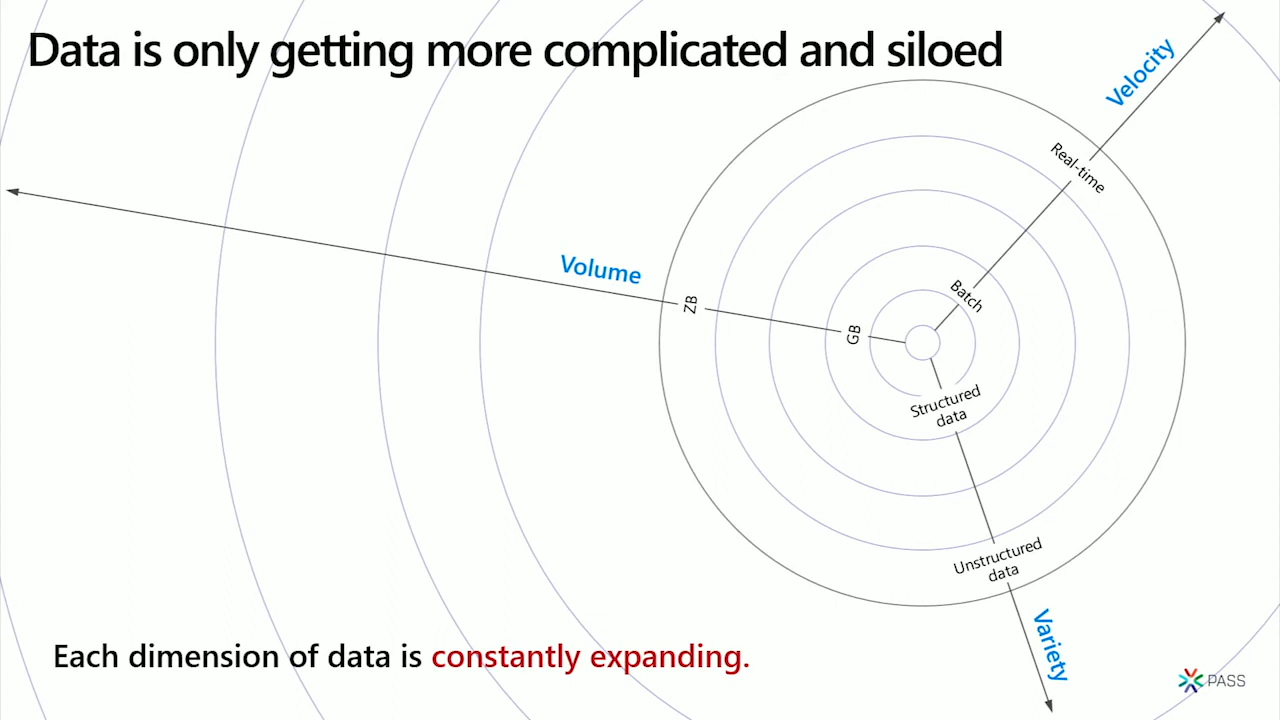 Data is only getting more complicated and siloed
Velocity
Real-time
Batch
Volume
ZB
GB
Structured
data
Unstructured
data
Variety
Each dimension of data is constantly expanding.
PASS